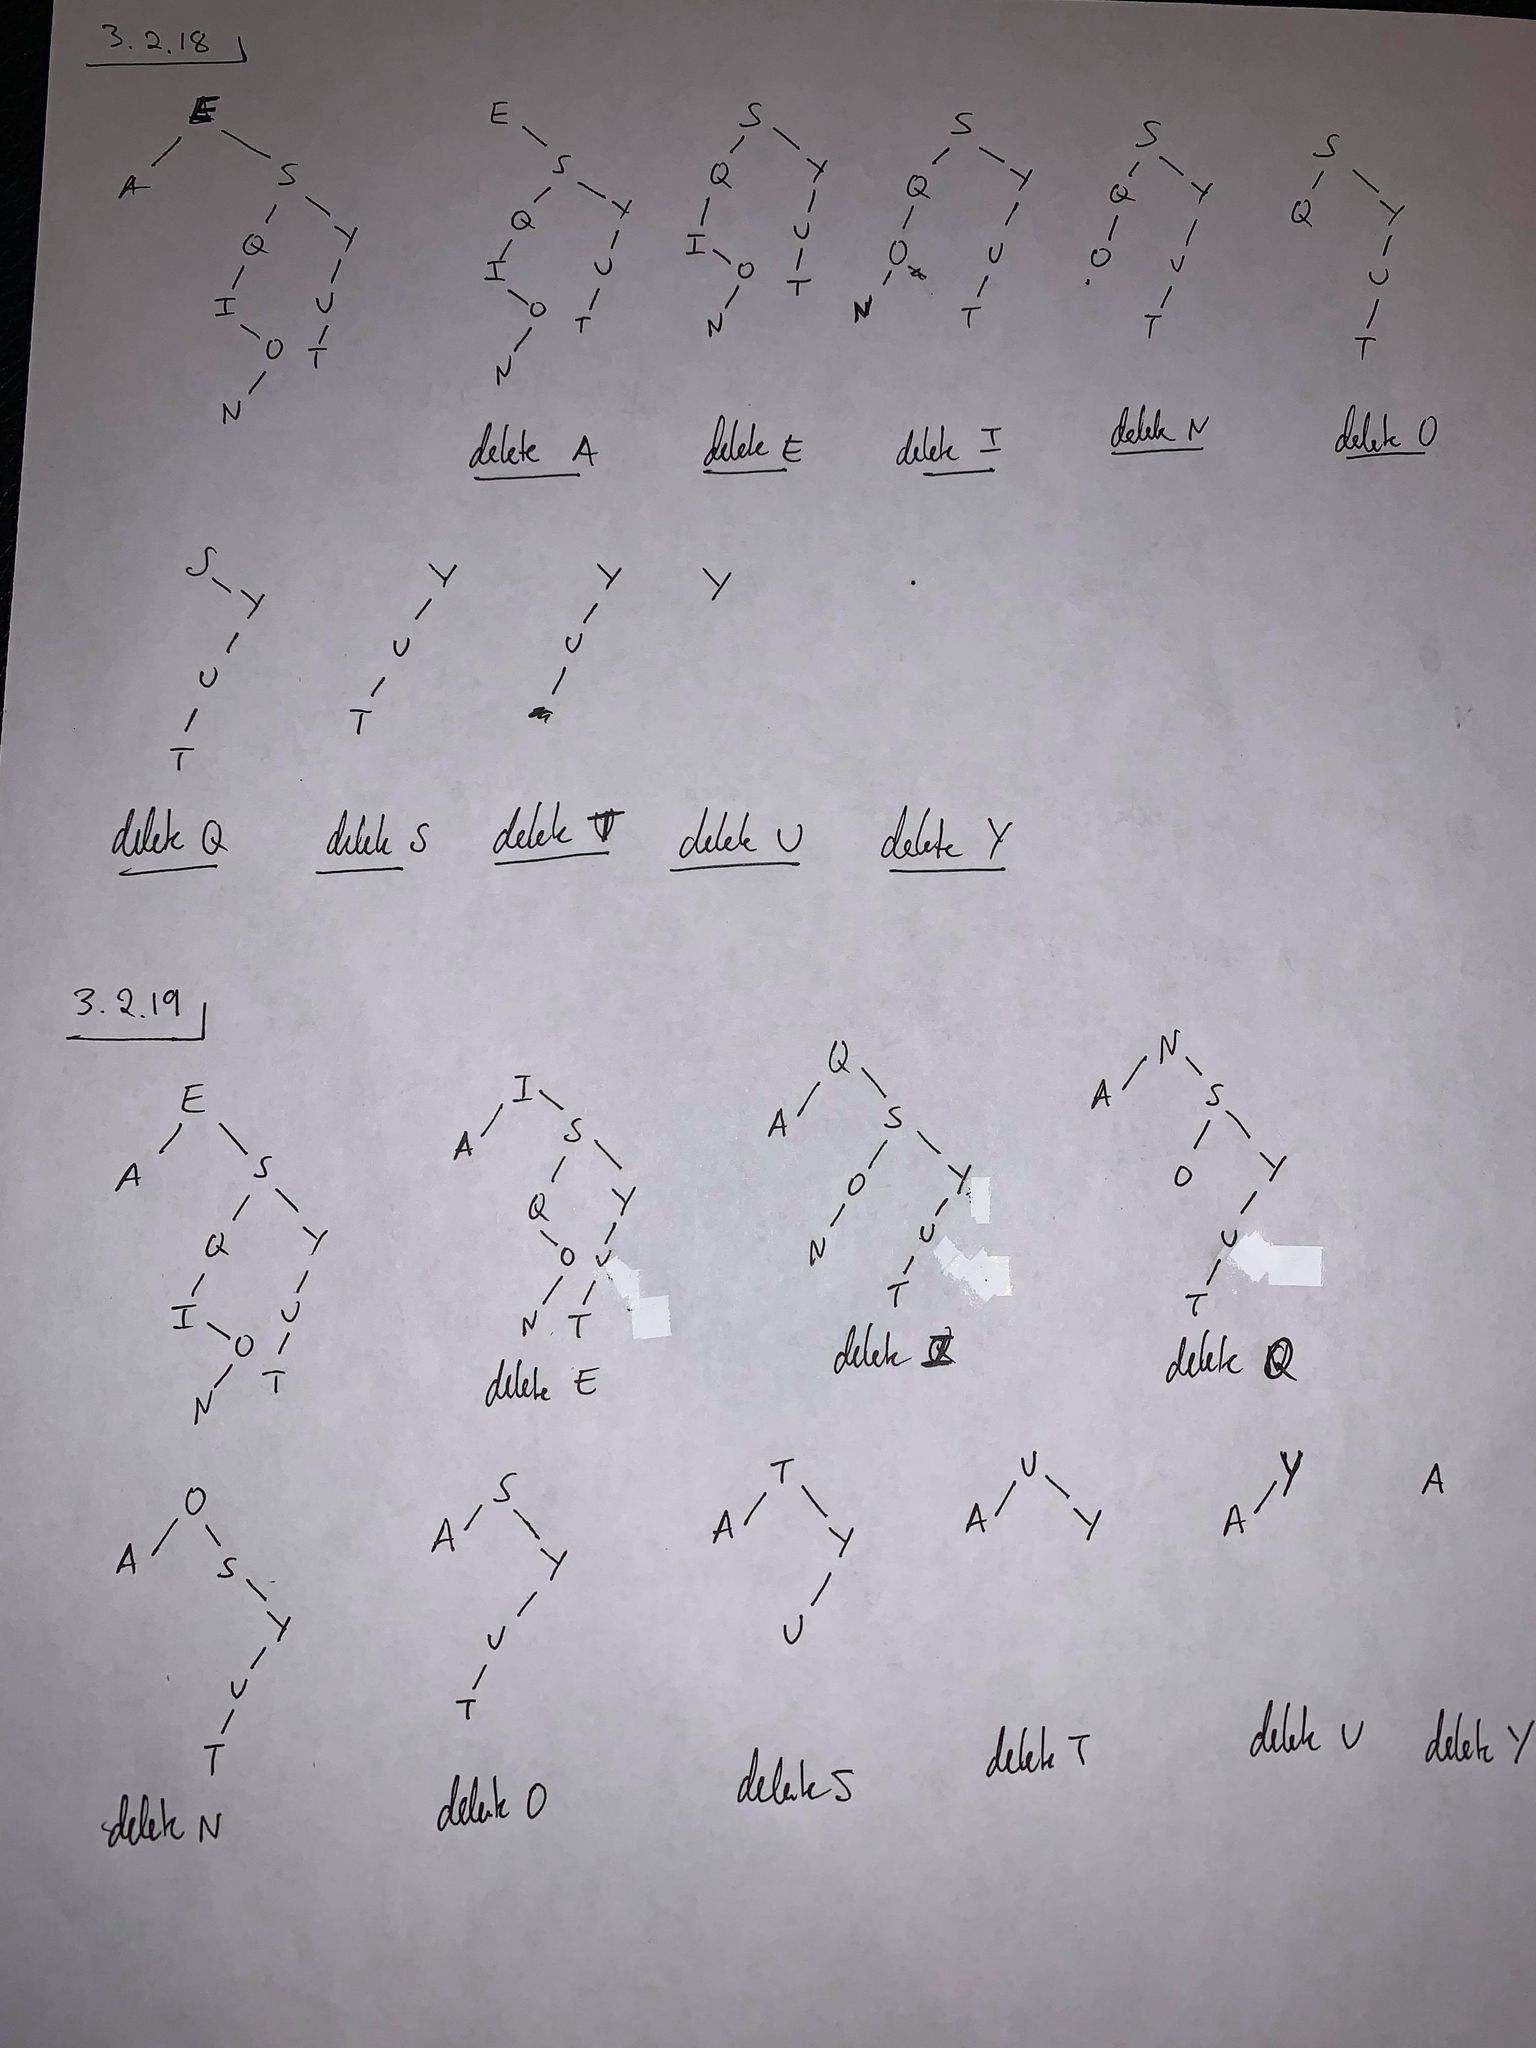 3.2.18
E E S S S S
A S S Q Y Q Y Q Y Q Y
Q Y Q Y I U O U O U U
I U I U O T N T T T
O T O T N
N N
delete A delete E delete I delete N delete O
S Y Y Y
Y U U
U T
T
delete Q delete S delete T delete U delete Y
3.2.19
E I Q N
A S A S A S A S
Q Y Q Y O Y O Y
I U O U N U U
O T N T T T
N
delete E delete I delete Q
O S T U Y A
A S A Y A Y A Y A
Y U U
U T
T
delete N delete O delete S delete T delete U delete Y